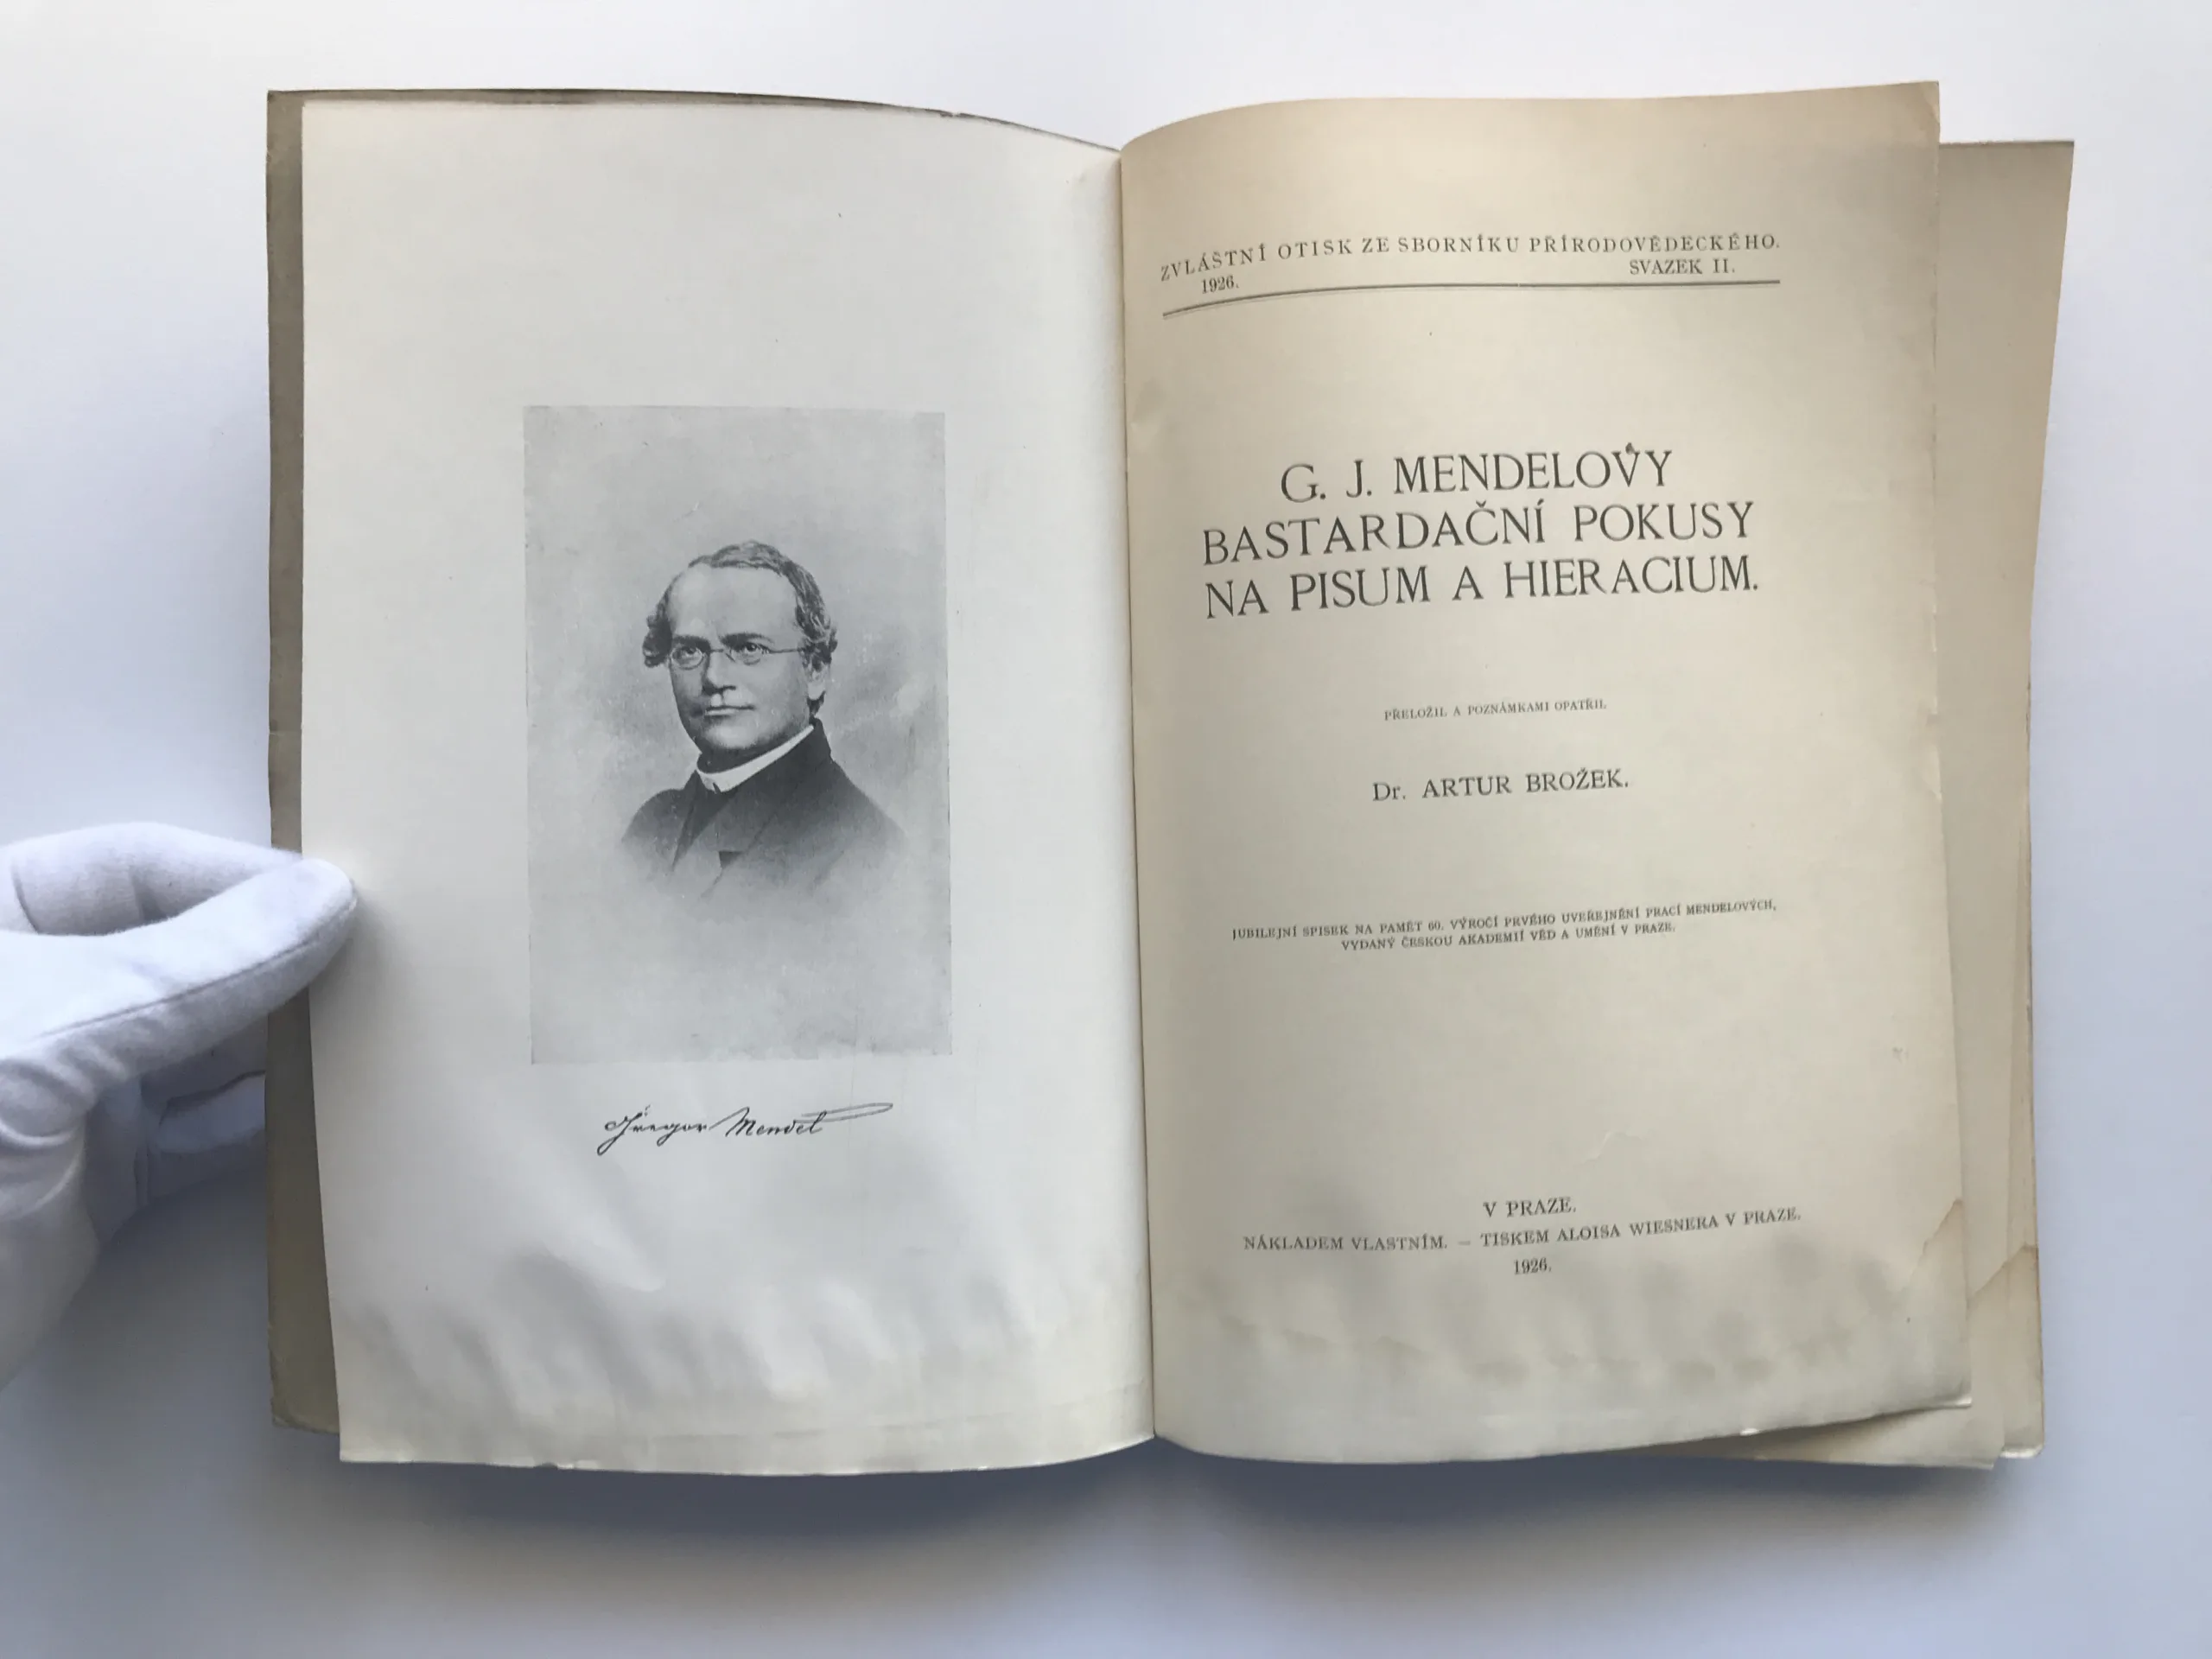 Gregor Mendel
ZVLÁŠTNÍ OTISK ZE SBORNÍKU PŘÍRODOVĚDECKÉHO.
1926. SVAZEK II.
G. J. MENDELOVY
BASTARDAČNÍ POKUSY
NA PISUM A HIERACIUM.
PŘELOŽIL A POZNÁMKAMI OPATŘIL
Dr. ARTUR BROŽEK.
JUBILEJNÍ SPISEK NA PAMĚT 60. VÝROČÍ PRVÉHO UVEŘEJNĚNÍ PRACÍ MENDELOVÝCH,
VYDANÝ ČESKOU AKADEMIÍ VĚD A UMĚNÍ V PRAZE.
V PRAZE.
NÁKLADEM VLASTNÍM. — TISKEM ALOISA WIESNERA V PRAZE.
1926.